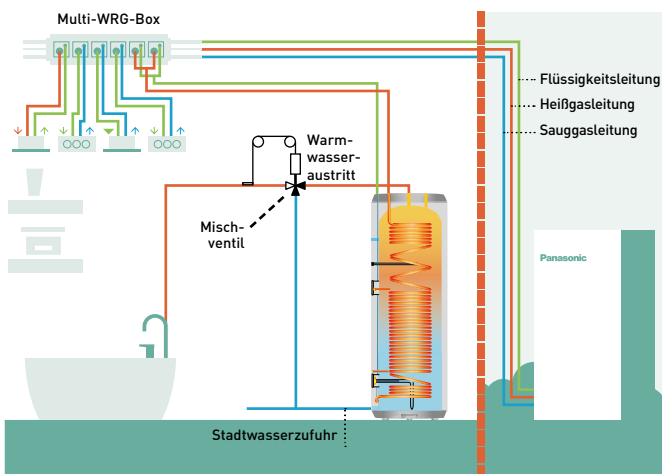 Multi-WRG-Box
Flüssigkeitsleitung
Heißgasleitung
Sauggasleitung
Warm-
wasser-
austritt
Misch-
ventil
Panasonic
Stadtwasserzufuhr